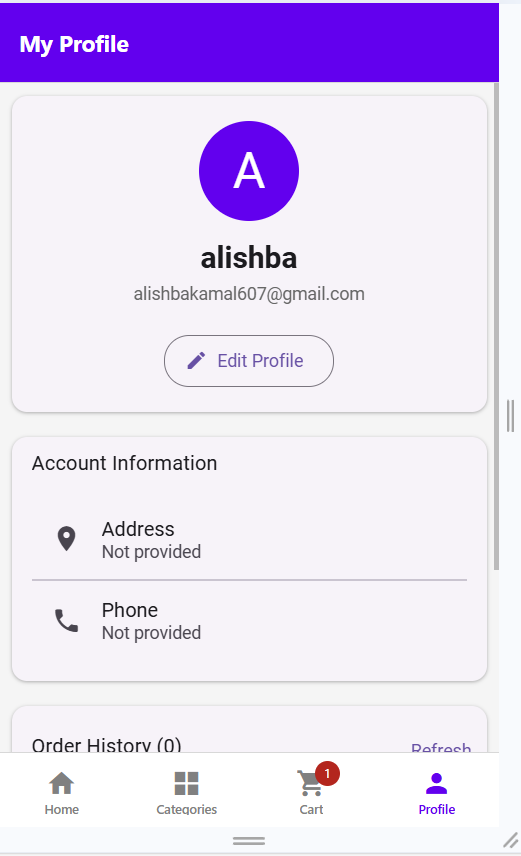 My Profile
A
alishba
alishbakamal607@gmail.com
Edit Profile
Account Information
Address
Not provided
Phone
Not provided
Order History (0)
Refresh
1
Home
Categories
Cart
Profile